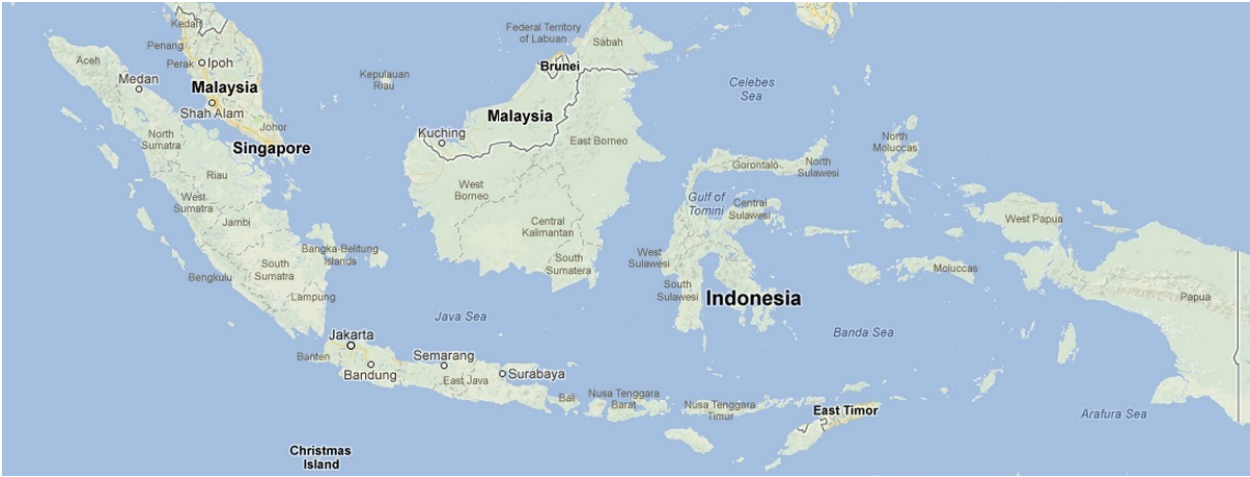 Kedah
Federal Territory
of Labuan
Sabah
Penang
Aceh
Perak
Ipoh
Brunei
Medan
Kepulauan
Riau
Malaysia
Celebes
Sea
Shah Alam
Malaysia
Johor
Kuching
North
Sumatra
Singapore
East Borneo
North
Moluccas
Gorontalo
North
Sulawesi
Riau
West
Sumatra
West
Borneo
Gulf of
Tomini
Central
Sulawesi
Jambi
Central
Kalimantan
West Papua
Bangka-Belitung
Islands
West
Sulawesi
South
Sumatra
South
Sumatera
Bengkulu
Moluccas
Lampung
South
Sulawesi
Indonesia
Papua
Java Sea
Banda Sea
Jakarta
Banten
Semarang
Bandung
East Java
Surabaya
Bali
Nusa Tenggara
Barat
Nusa Tenggara
Timur
East Timor
Arafura Sea
Christmas
Island